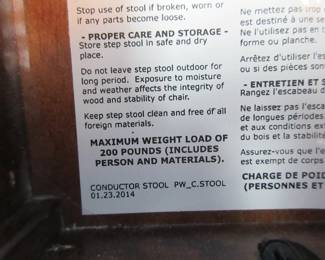 Stop use of stool if broken, worn or
if any parts become loose.
- PROPER CARE AND STORAGE -
Store step stool in safe and dry
place.
Do not leave step stool outdoor for
long period. Exposure to moisture
and weather affects the integrity of
wood and stability of chair.
Keep step stool clean and free of all
foreign materials.
MAXIMUM WEIGHT LOAD OF
200 POUNDS (INCLUDES
PERSON AND MATERIALS).
CONDUCTOR STOOL PW_C.STOOL
01.23.2014
Ne mettez pas trop
est destiné à une se
Ne l'utilisez pas en t
forme ou planche.
Arrêtez d'utiliser l'es
ou si des pièces son
- ENTRETIEN ET S
Rangez l'escabeau d
Ne laissez pas l'esca
de longues périodes
et aux conditions ex
du bois et la stabilit
Assurez-vous que l'e
est exempt de corps
CHARGE DE POID
(PERSONNES ET